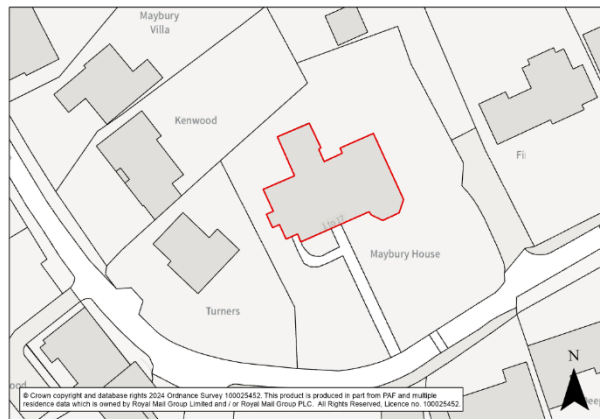 Maybury
Villa
Kenwood
Maybury House
Turners
N
© Crown copyright and database rights 2024 Ordnance Survey 100025452. This product is produced in part from PAF and multiple
residence data which is owned by Royal Mail Group Limited and / or Royal Mail Group PLC. All Rights Reserved, Licence no. 100025452.